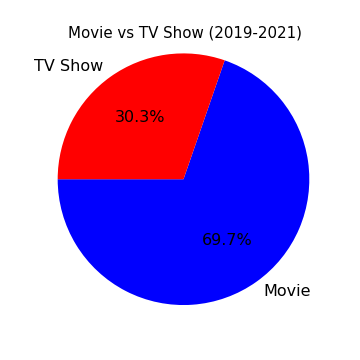 Movie vs TV Show (2019-2021)
TV Show
30.3%
69.7%
Movie